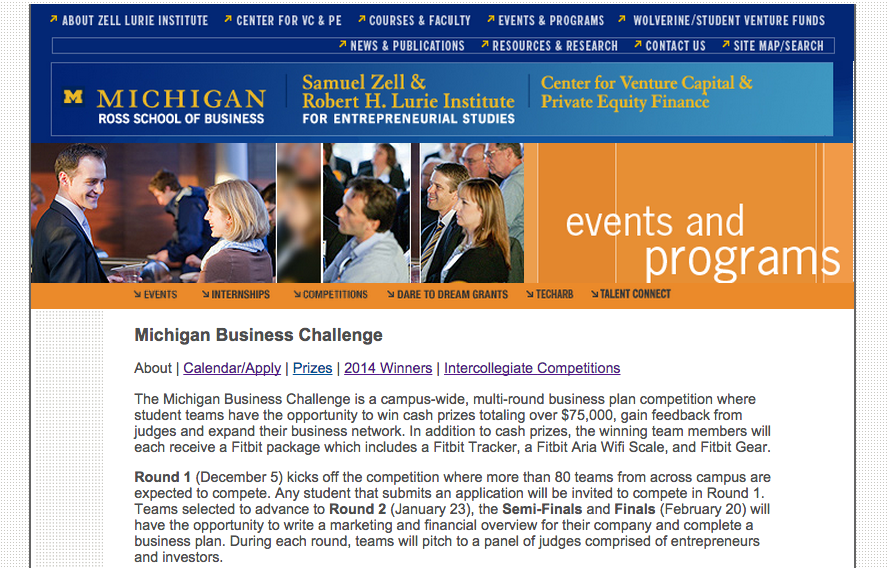 ABOUT ZELL LURIE INSTITUTE CENTER FOR VC & PE COURSES & FACULTY EVENTS & PROGRAMS WOLVERINE/STUDENT VENTURE FUNDS
NEWS & PUBLICATIONS RESOURCES & RESEARCH CONTACT US SITE MAP/SEARCH
M MICHIGAN
ROSS SCHOOL OF BUSINESS
Samuel Zell &
Robert H. Lurie Institute
FOR ENTREPRENEURIAL STUDIES
Center for Venture Capital &
Private Equity Finance
events and
programs
EVENTS INTERNSHIPS COMPETITIONS DARE TO DREAM GRANTS TECHARB TALENT CONNECT
Michigan Business Challenge
About | Calendar/Apply | Prizes | 2014 Winners | Intercollegiate Competitions
The Michigan Business Challenge is a campus-wide, multi-round business plan competition where
student teams have the opportunity to win cash prizes totaling over $75,000, gain feedback from
judges and expand their business network. In addition to cash prizes, the winning team members will
each receive a Fitbit package which includes a Fitbit Tracker, a Fitbit Aria Wifi Scale, and Fitbit Gear.
Round 1 (December 5) kicks off the competition where more than 80 teams from across campus are
expected to compete. Any student that submits an application will be invited to compete in Round 1.
Teams selected to advance to Round 2 (January 23), the Semi-Finals and Finals (February 20) will
have the opportunity to write a marketing and financial overview for their company and complete a
business plan. During each round, teams will pitch to a panel of judges comprised of entrepreneurs
and investors.